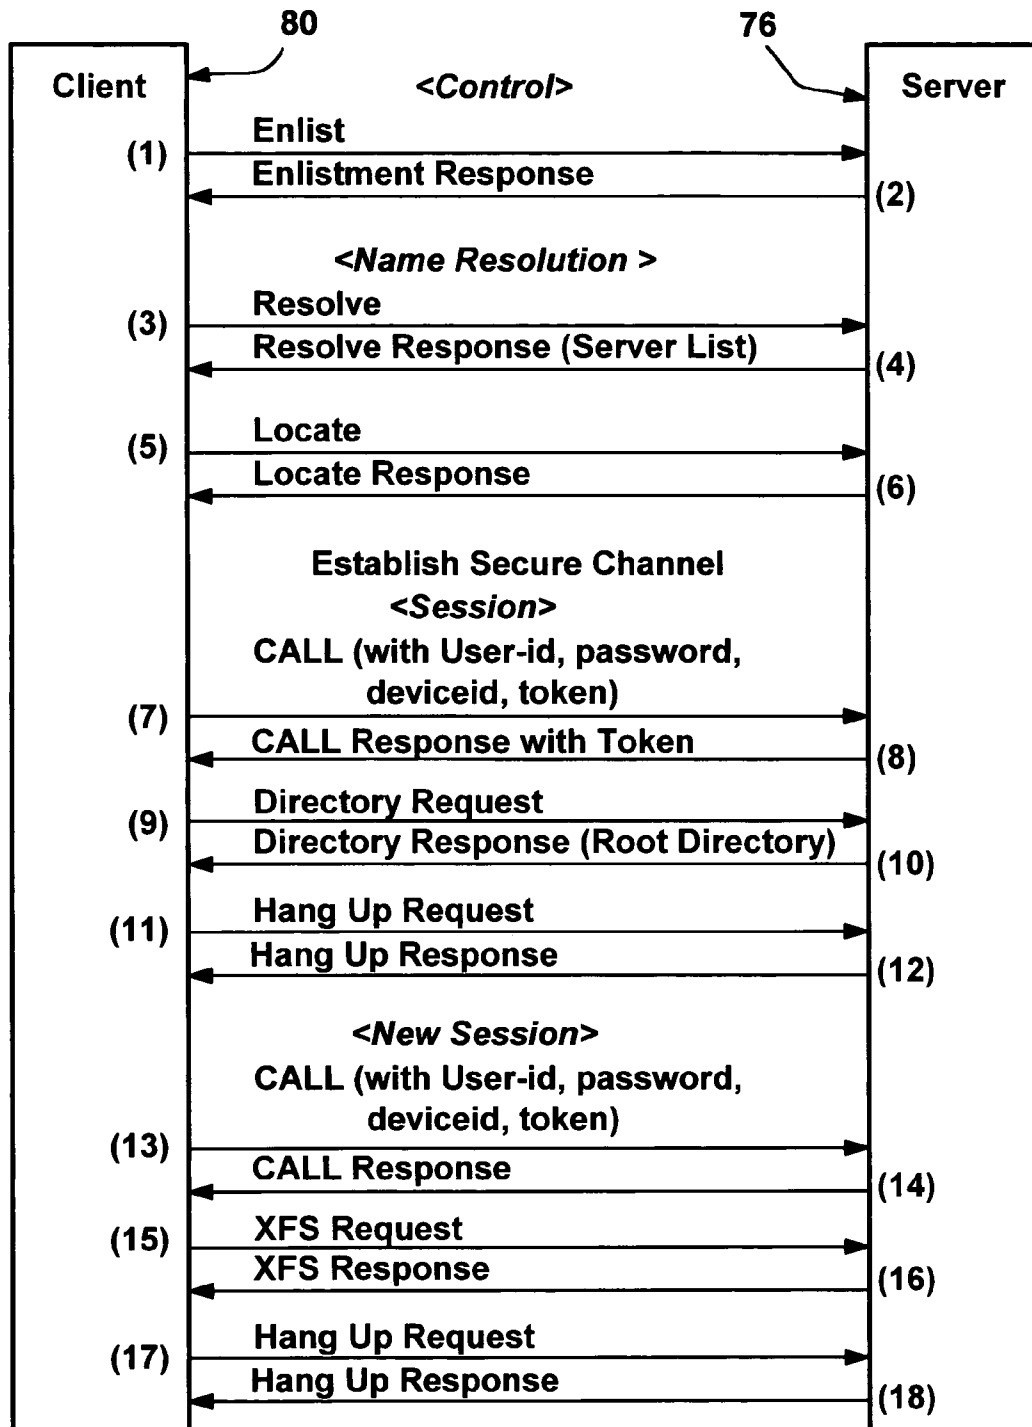 80
76
Client
<Control>
Server
Enlist
(1)
Enlistment Response
(2)
<Name Resolution >
Resolve
(3)
Resolve Response (Server List)
(4)
Locate
(5)
Locate Response
(6)
Establish Secure Channel
<Session>
CALL (with User-id, password,
deviceid, token)
(7)
CALL Response with Token
(8)
Directory Request
(9)
Directory Response (Root Directory)
(10)
Hang Up Request
(11)
Hang Up Response
(12)
<New Session>
CALL (with User-id, password,
deviceid, token)
(13)
CALL Response
(14)
XFS Request
(15)
XFS Response
(16)
Hang Up Request
(17)
Hang Up Response
(18)